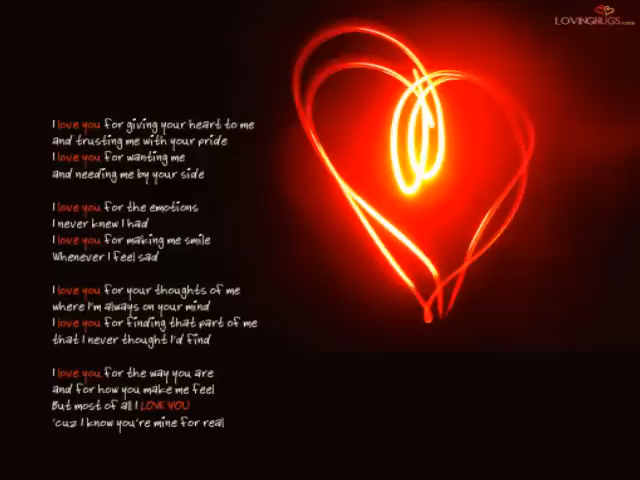 LOVINGHUGS.com
I love you for giving your heart to me
and trusting me with your pride
I love you for wanting me
and needing me by your side
I love you for the emotions
I never knew I had
I love you for making me smile
Whenever I feel sad
I love you for your thoughts of me
where I'm always on your mind
I love you for finding that part of me
that I never thought I'd find
I love you for the way you are
and for how you make me feel
But most of all I LOVE YOU
'cuz I know you're mine for real